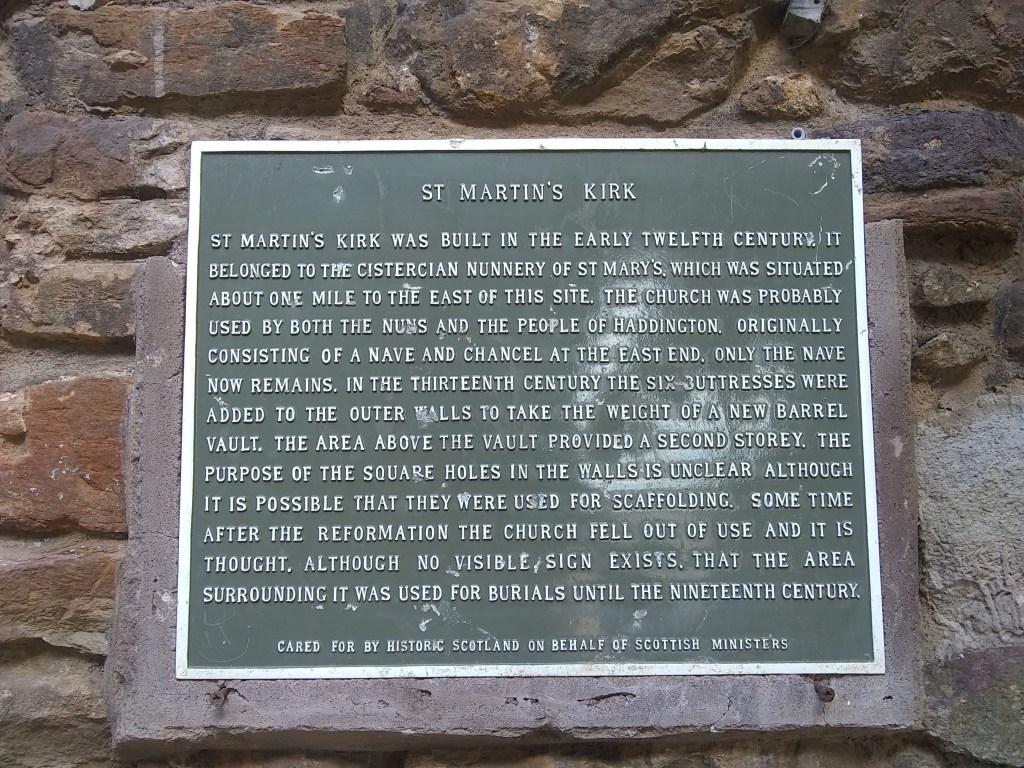 ST MARTIN'S KIRK
ST MARTIN'S KIRK WAS BUILT IN THE EARLY TWELFTH CENTURY. IT
BELONGED TO THE CISTERCIAN NUNNERY OF ST MARY'S, WHICH WAS SITUATED
ABOUT ONE MILE TO THE EAST OF THIS SITE. THE CHURCH WAS PROBABLY
USED BY BOTH THE NUNS AND THE PEOPLE OF HADDINGTON. ORIGINALLY
CONSISTING OF A NAVE AND CHANCEL AT THE EAST END, ONLY THE NAVE
NOW REMAINS. IN THE THIRTEENTH CENTURY THE SIX BUTTRESSES WERE
ADDED TO THE OUTER WALLS TO TAKE THE WEIGHT OF A NEW BARREL
VAULT. THE AREA ABOVE THE VAULT PROVIDED A SECOND STOREY. THE
PURPOSE OF THE SQUARE HOLES IN THE WALLS IS UNCLEAR ALTHOUGH
IT IS POSSIBLE THAT THEY WERE USED FOR SCAFFOLDING. SOME TIME
AFTER THE REFORMATION THE CHURCH FELL OUT OF USE AND IT IS
THOUGHT, ALTHOUGH NO VISIBLE SIGN EXISTS, THAT THE AREA
SURROUNDING IT WAS USED FOR BURIALS UNTIL THE NINETEENTH CENTURY.
CARED FOR BY HISTORIC SCOTLAND ON BEHALF OF SCOTTISH MINISTERS